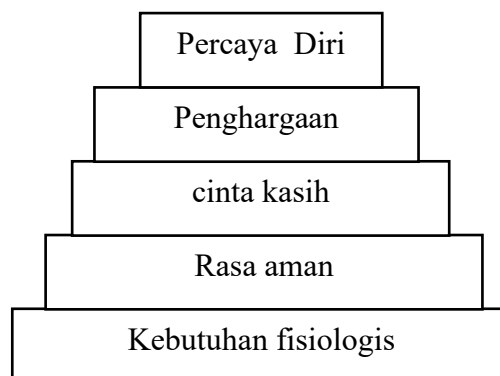 Percaya Diri
Penghargaan
cinta kasih
Rasa aman
Kebutuhan fisiologis